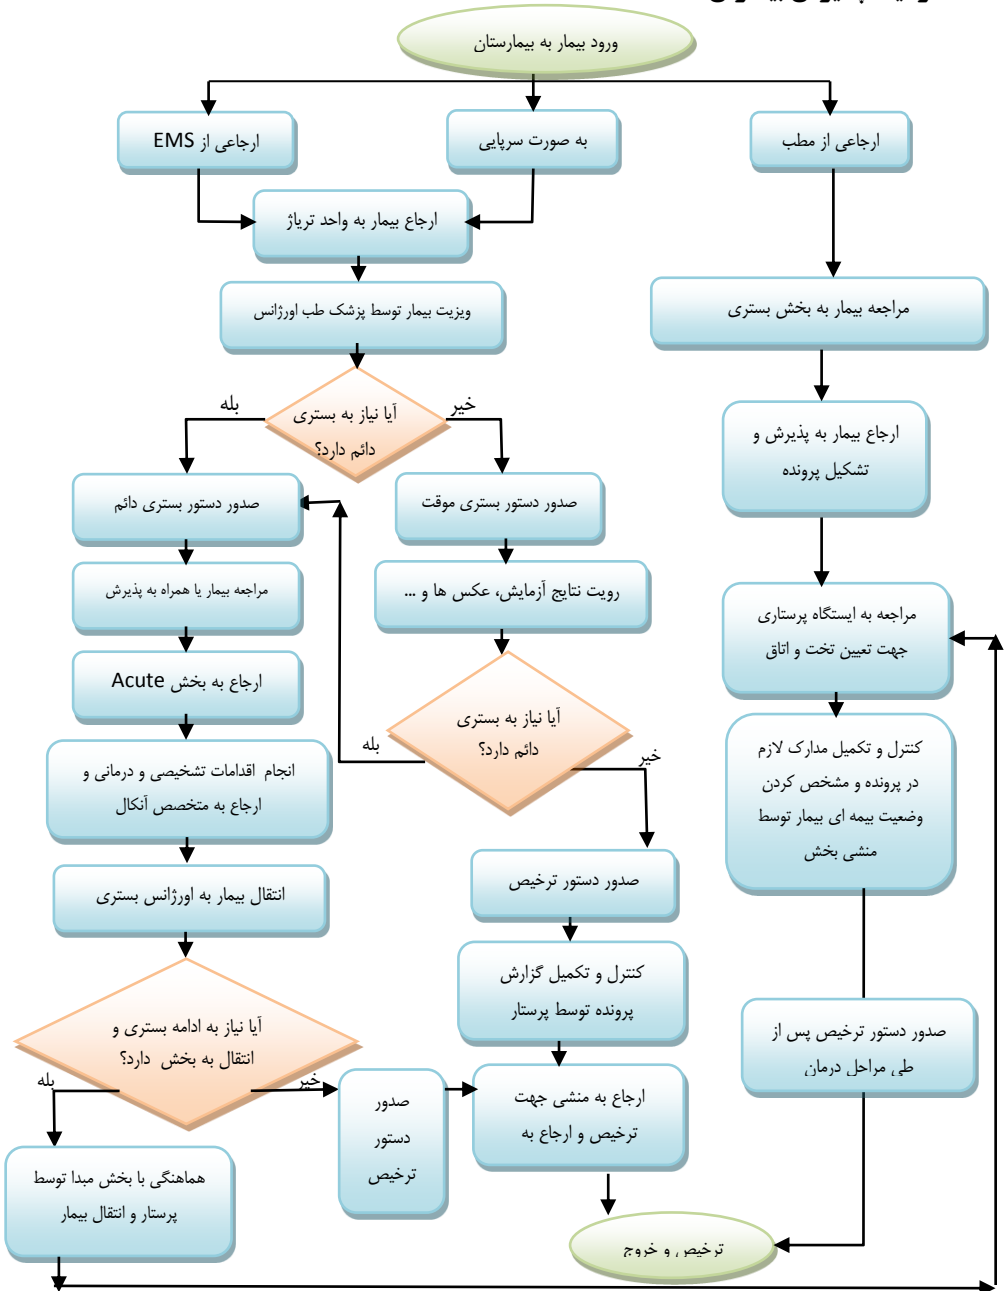 ورود بیمار به بیمارستان
ارجاعی از مطب
به صورت سرپایی
ارجاعی از EMS
ارجاع بیمار به واحد تریاژ
ویزیت بیمار توسط پزشک طب اورژانس
مراجعه بیمار به بخش بستری
خیر
بله
آیا نیاز به بستری
دائم دارد؟
ارجاع بیمار به پذیرش و
تشکیل پرونده
صدور دستور بستری موقت
صدور دستور بستری دائم
رویت نتایج آزمایش، عکس ها و ...
مراجعه بیمار یا همراه به پذیرش
مراجعه به ایستگاه پرستاری
جهت تعیین تخت و اتاق
ارجاع به بخش Acute
آیا نیاز به بستری
دائم دارد؟
بله
خیر
کنترل و تکمیل مدارک لازم
در پرونده و مشخص کردن
وضعیت بیمه ای بیمار توسط
منشی بخش
انجام اقدامات تشخیصی و درمانی و
ارجاع به متخصص آنکال
صدور دستور ترخیص
انتقال بیمار به اورژانس بستری
کنترل و تکمیل گزارش
پرونده توسط پرستار
آیا نیاز به ادامه بستری و
انتقال به بخش دارد؟
صدور دستور ترخیص پس از
طی مراحل درمان
بله
خیر
صدور
دستور
ترخیص
ارجاع به منشی جهت
ترخیص و ارجاع به
هماهنگی با بخش مبدا توسط
پرستار و انتقال بیمار
ترخیص و خروج